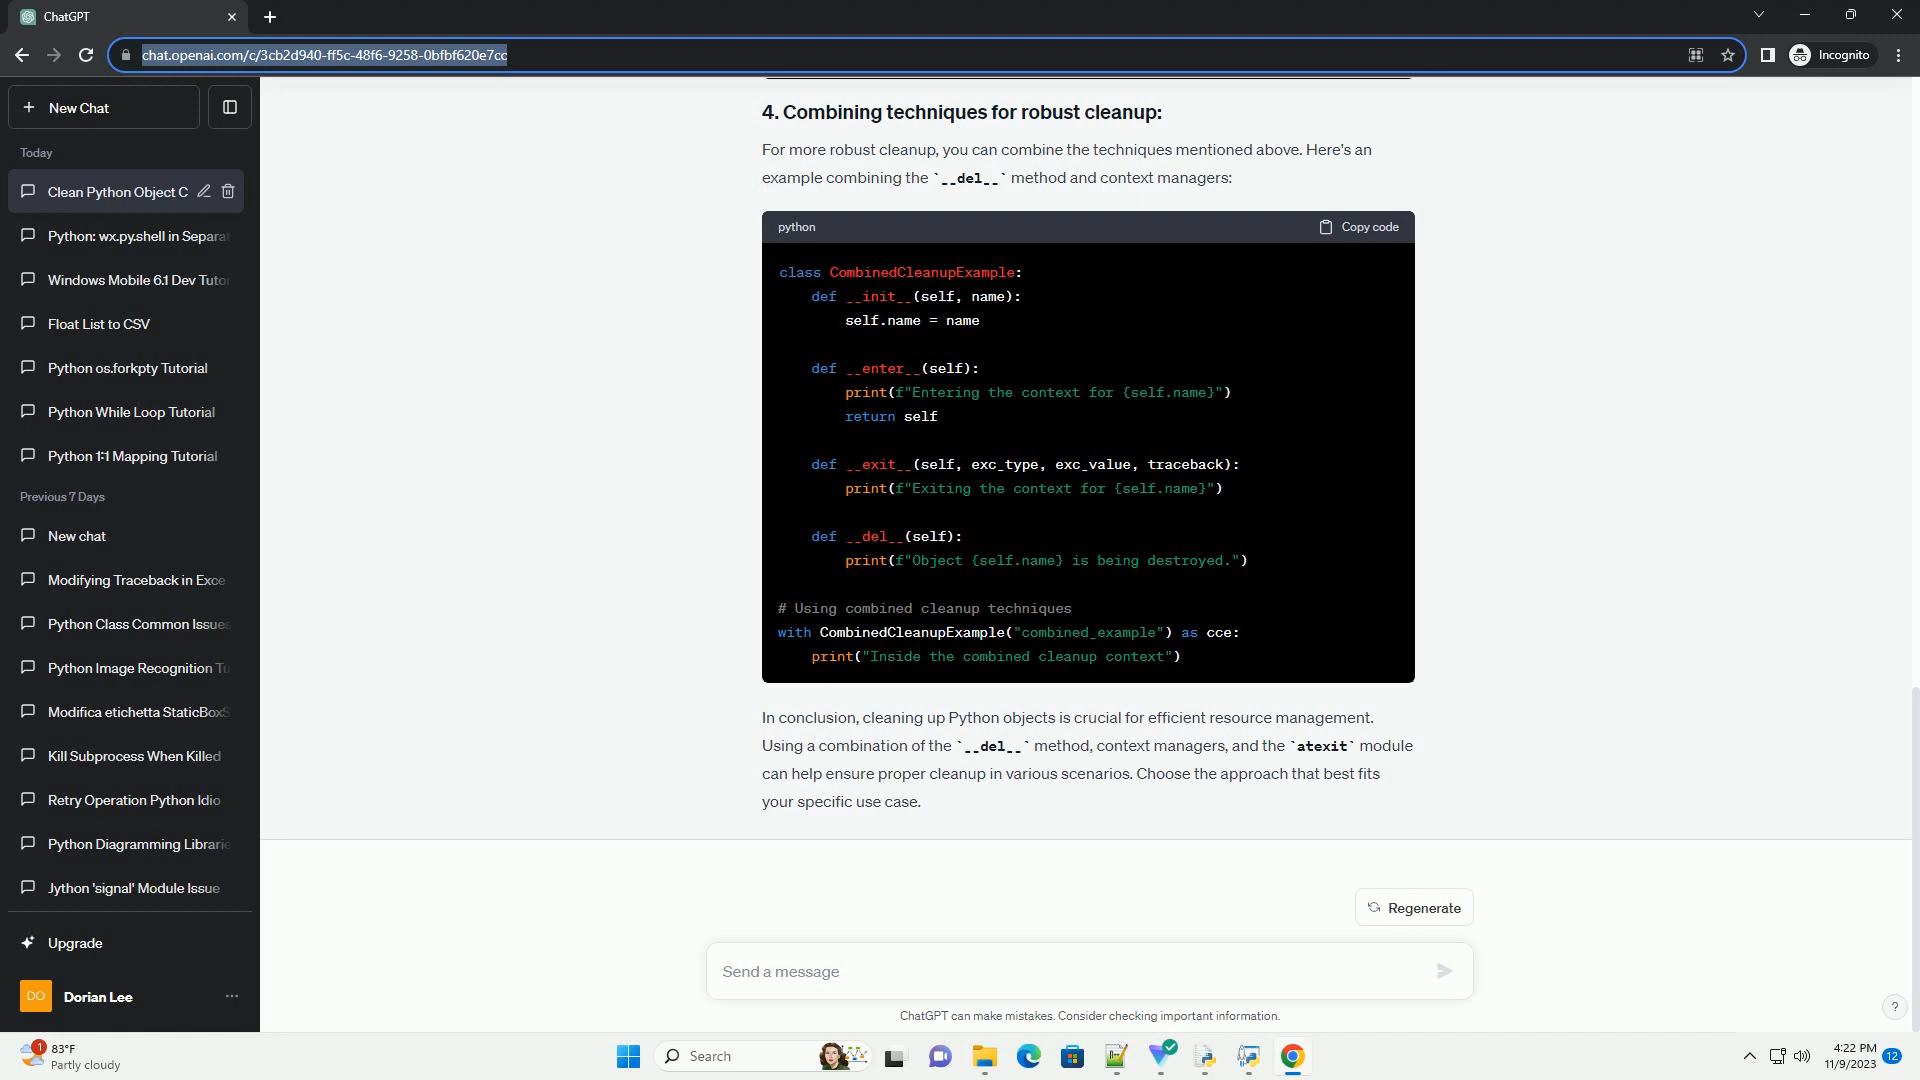 ChatGPT
chat.openai.com/c/3cb2d940-ff5c-48f6-9258-0bfbf620e7cc
Incognito
New Chat
Today
Clean Python Object C
Python: wx.py.shell in Separat
Windows Mobile 6.1 Dev Tutor
Float List to CSV
Python os.forkpty Tutorial
Python While Loop Tutorial
Python 1:1 Mapping Tutorial
Previous 7 Days
New chat
Modifying Traceback in Exce
Python Class Common Issues
Python Image Recognition Tu
Modifica etichetta StaticBoxS
Kill Subprocess When Killed
Retry Operation Python Idio
Python Diagramming Librarie
Jython 'signal' Module Issue
Upgrade
DO Dorian Lee
4. Combining techniques for robust cleanup:
For more robust cleanup, you can combine the techniques mentioned above. Here's an
example combining the `__del__` method and context managers:
python Copy code
class CombinedCleanupExample:
    def __init__(self, name):
        self.name = name
    def __enter__(self):
        print(f"Entering the context for {self.name}")
        return self
    def __exit__(self, exc_type, exc_value, traceback):
        print(f"Exiting the context for {self.name}")
    def __del__(self):
        print(f"Object {self.name} is being destroyed.")
# Using combined cleanup techniques
with CombinedCleanupExample("combined_example") as cce:
    print("Inside the combined cleanup context")
In conclusion, cleaning up Python objects is crucial for efficient resource management.
Using a combination of the `__del__` method, context managers, and the `atexit` module
can help ensure proper cleanup in various scenarios. Choose the approach that best fits
your specific use case.
Regenerate
Send a message
ChatGPT can make mistakes. Consider checking important information.
?
1
83°F
Partly cloudy
Search
4:22 PM
11/9/2023
12